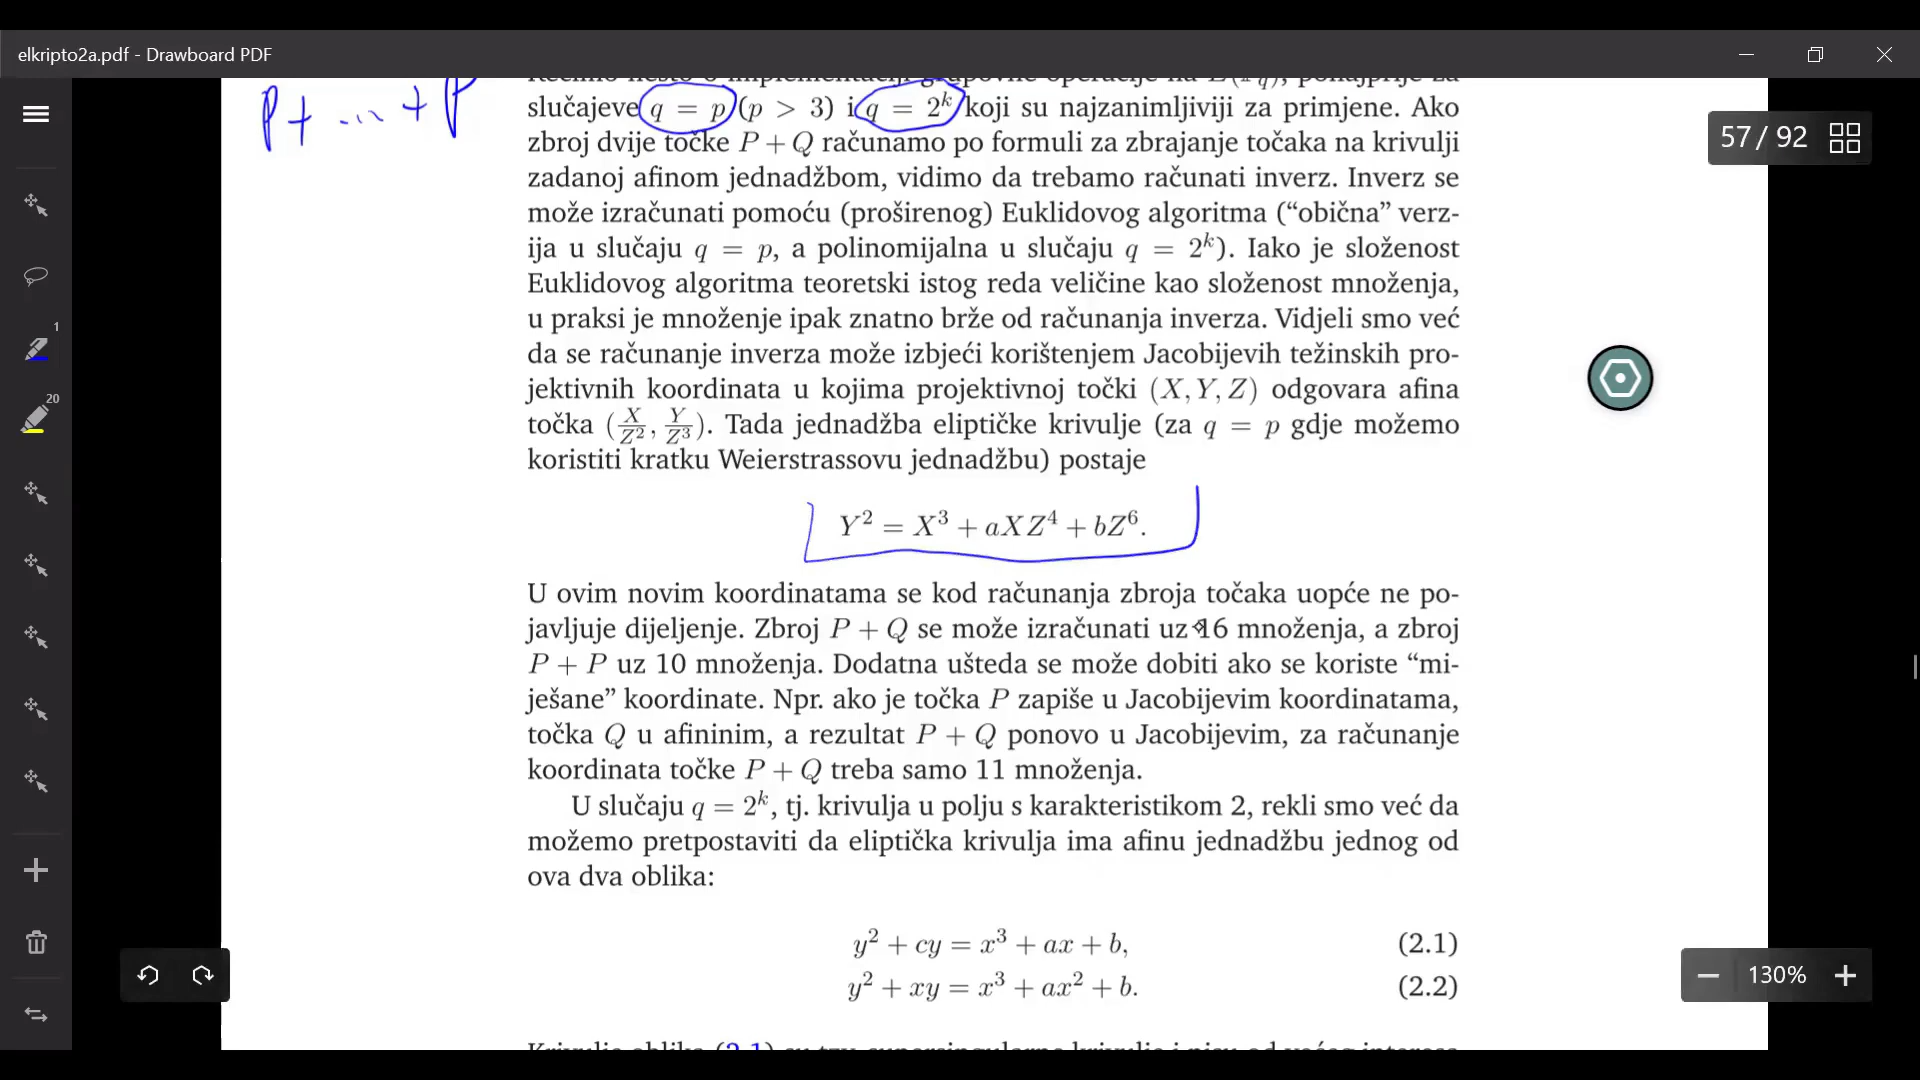 elkripto2a.pdf - Drawboard PDF
P + ... + P
slučajeve q = p (p > 3) i q = 2^k koji su najzanimljiviji za primjene. Ako
zbroj dvije točke P + Q računamo po formuli za zbrajanje točaka na krivulji
zadanoj afinom jednadžbom, vidimo da trebamo računati inverz. Inverz se
može izračunati pomoću (proširenog) Euklidovog algoritma (“obična” verz-
ija u slučaju q = p, a polinomijalna u slučaju q = 2^k). Iako je složenost
Euklidovog algoritma teoretski istog reda veličine kao složenost množenja,
u praksi je množenje ipak znatno brže od računanja inverza. Vidjeli smo već
da se računanje inverza može izbjeći korištenjem Jacobijevih težinskih pro-
jektivnih koordinata u kojima projektivnoj točki (X, Y, Z) odgovara afina
točka (X/Z^2, Y/Z^3). Tada jednadžba eliptičke krivulje (za q = p gdje možemo
koristiti kratku Weierstrassovu jednadžbu) postaje
Y^2 = X^3 + aXZ^4 + bZ^6.
U ovim novim koordinatama se kod računanja zbroja točaka uopće ne po-
javljuje dijeljenje. Zbroj P + Q se može izračunati uz 16 množenja, a zbroj
P + P uz 10 množenja. Dodatna ušteda se može dobiti ako se koriste “mi-
ješane” koordinate. Npr. ako je točka P zapiše u Jacobijevim koordinatama,
točka Q u afininim, a rezultat P + Q ponovo u Jacobijevim, za računanje
koordinata točke P + Q treba samo 11 množenja.
U slučaju q = 2^k, tj. krivulja u polju s karakteristikom 2, rekli smo već da
možemo pretpostaviti da eliptička krivulja ima afinu jednadžbu jednog od
ova dva oblika:
y^2 + cy = x^3 + ax + b, (2.1)
y^2 + xy = x^3 + ax^2 + b. (2.2)
57 / 92
130%
1
20